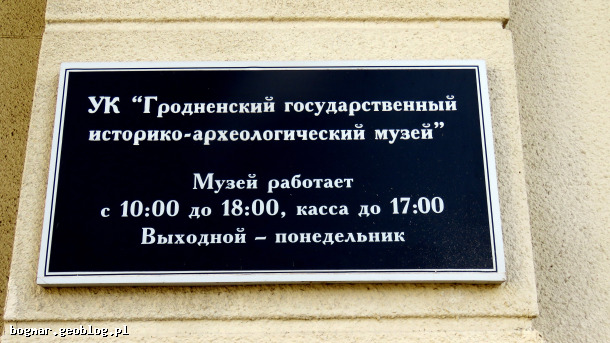 УК “Гродненский государственный
историко-археологический музей”
Музей работает
с 10:00 до 18:00, касса до 17:00
Выходной – понедельник
bognar.geoblog.pl